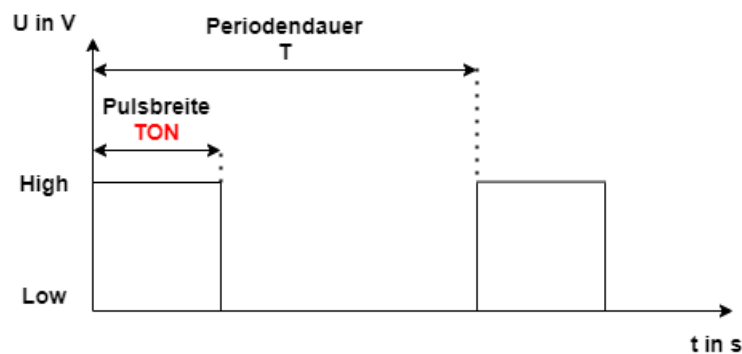 U in V
Periodendauer
T
Pulsbreite
TON
High
Low
t in s